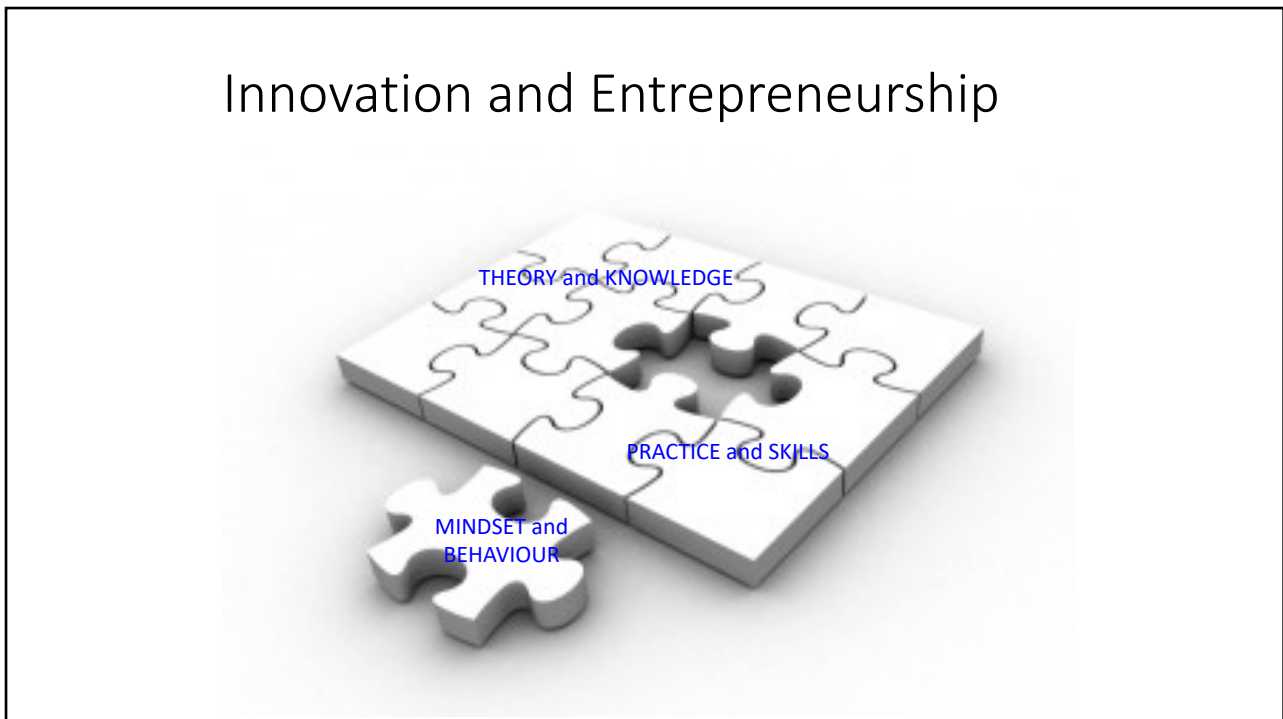 Innovation and Entrepreneurship
THEORY and KNOWLEDGE
PRACTICE and SKILLS
MINDSET and
BEHAVIOUR